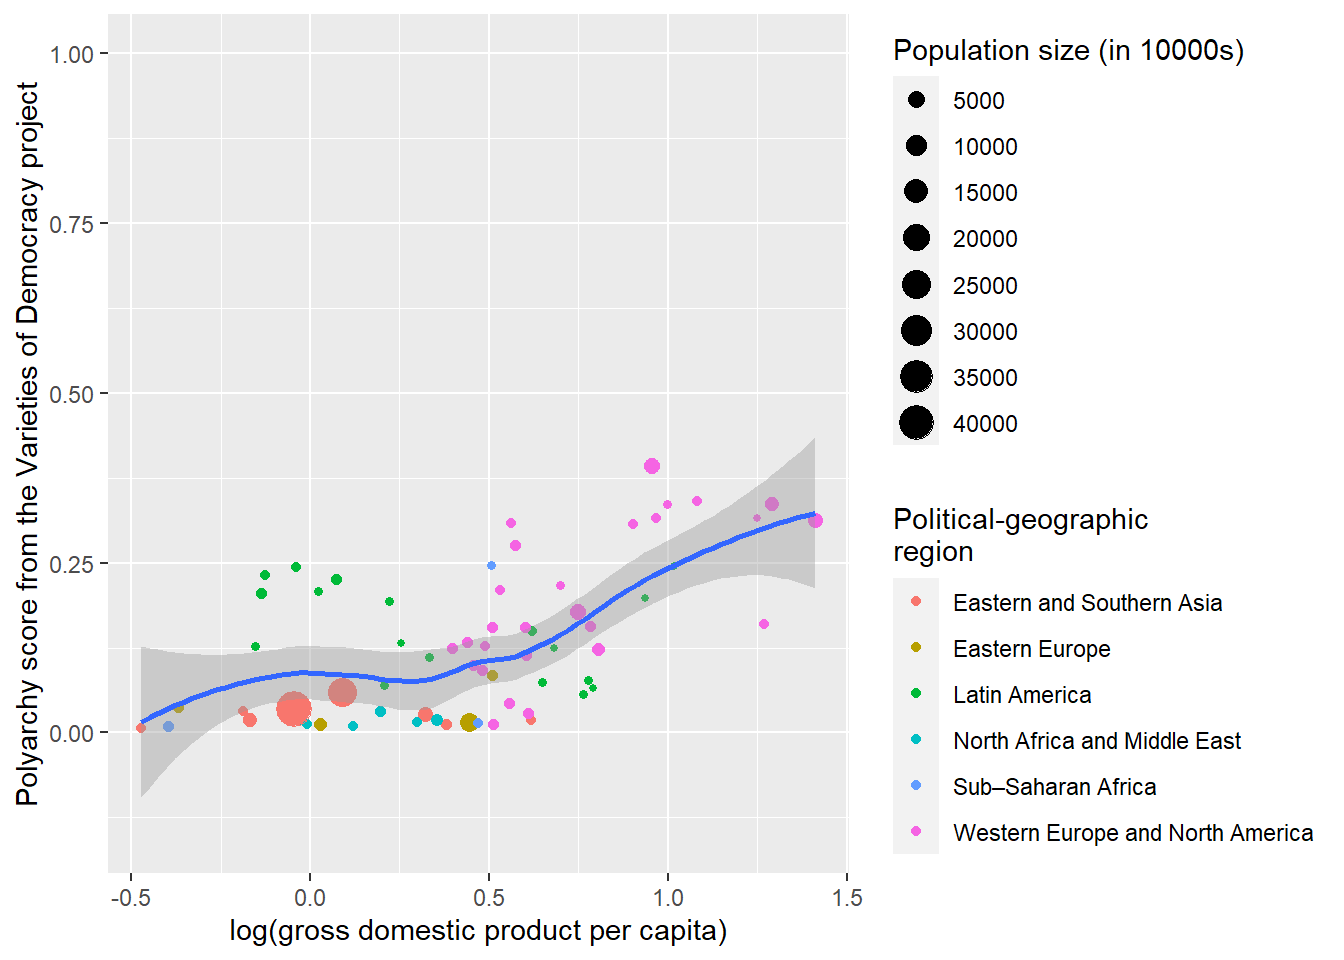 Polyarchy score from the Varieties of Democracy project
1.00
0.75
0.50
0.25
0.00
-0.5
0.0
0.5
1.0
1.5
log(gross domestic product per capita)
Population size (in 10000s)
5000
10000
15000
20000
25000
30000
35000
40000
Political-geographic
region
Eastern and Southern Asia
Eastern Europe
Latin America
North Africa and Middle East
Sub–Saharan Africa
Western Europe and North America